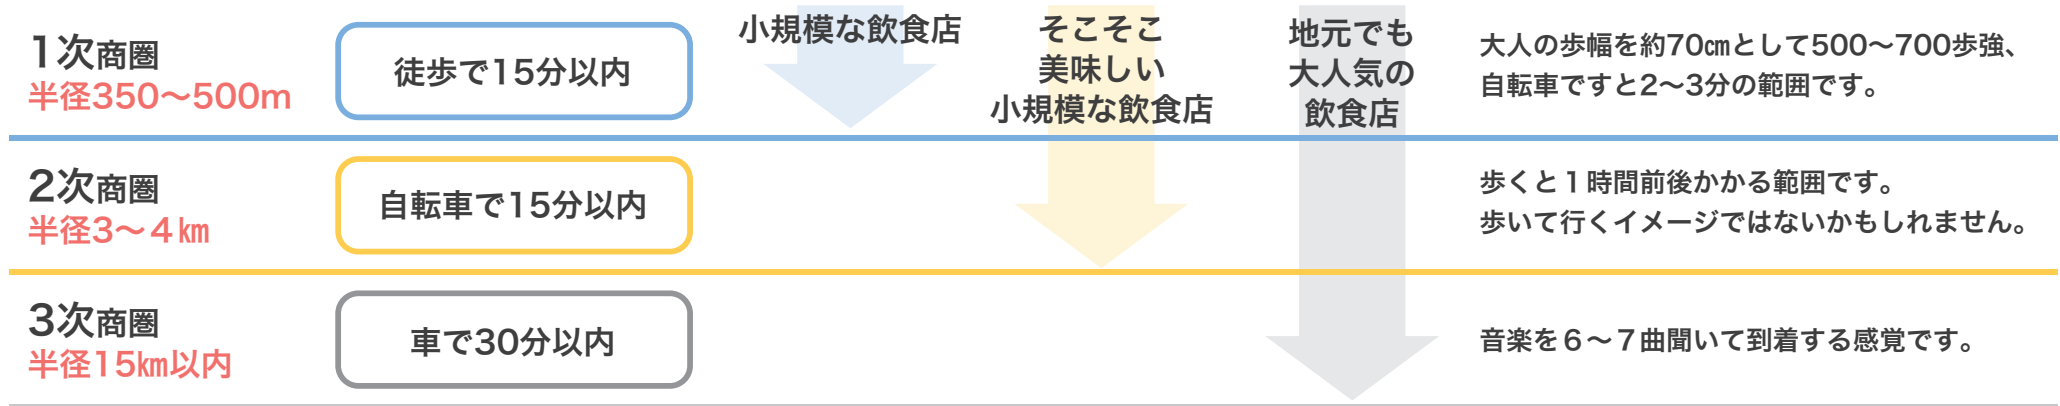 1次商圏
半径350〜500m
徒歩で15分以内
小規模な飲食店
そこそこ
美味しい
小規模な飲食店
地元でも
大人気の
飲食店
大人の歩幅を約70㎝として500〜700歩強、
自転車ですと2〜3分の範囲です。
2次商圏
半径3〜４㎞
自転車で15分以内
歩くと１時間前後かかる範囲です。
歩いて行くイメージではないかもしれません。
3次商圏
半径15㎞以内
車で30分以内
音楽を６〜７曲聞いて到着する感覚です。